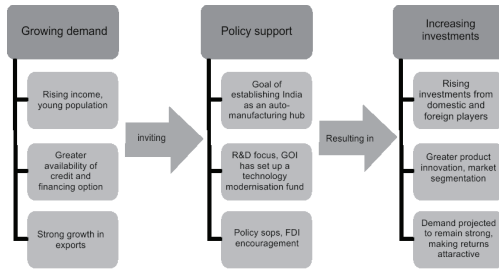 Growing demand
Rising income,
young population
Greater
availability of
credit and
financing option
Strong growth in
exports
inviting
Policy support
Goal of
establishing India
as an auto-
manufacturing hub
R&D focus, GOI
has set up a
technology
modernisation fund
Policy sops, FDI
encouragement
Resulting in
Increasing
investments
Rising
investments from
domestic and
foreign players
Greater product
innovation, market
segmentation
Demand projected
to remain strong,
making returns
attaractive